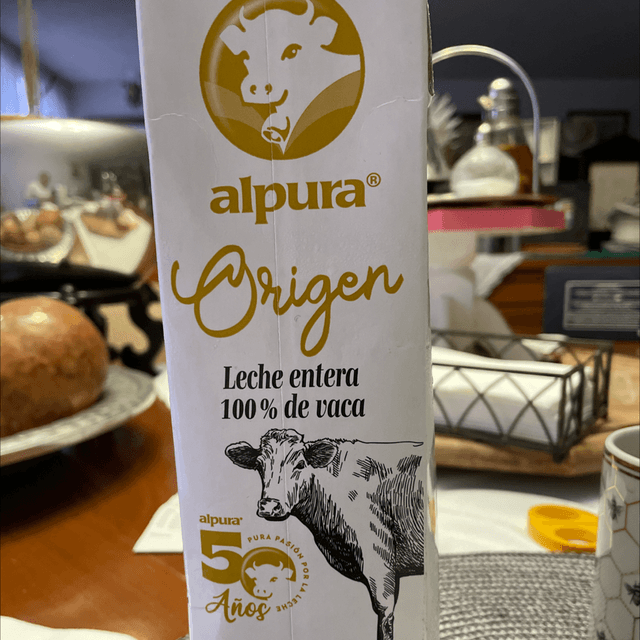 alpura®
Origen
Leche entera
100% de vaca
alpura®
50
PURA PASIÓN POR LA LECHE
Años